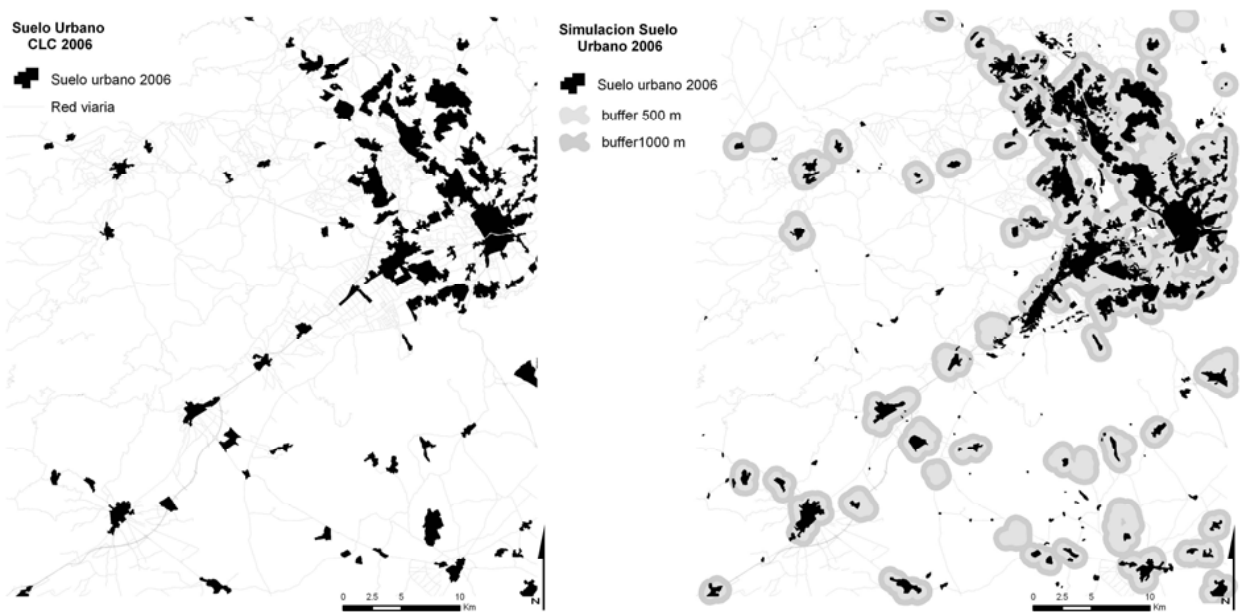 Suelo Urbano
CLC 2006
Suelo urbano 2006
Red viaria
0 2.5 5 10
Km
N
Simulacion Suelo
Urbano 2006
Suelo urbano 2006
buffer 500 m
buffer1000 m
0 2.5 5 10
Km
N